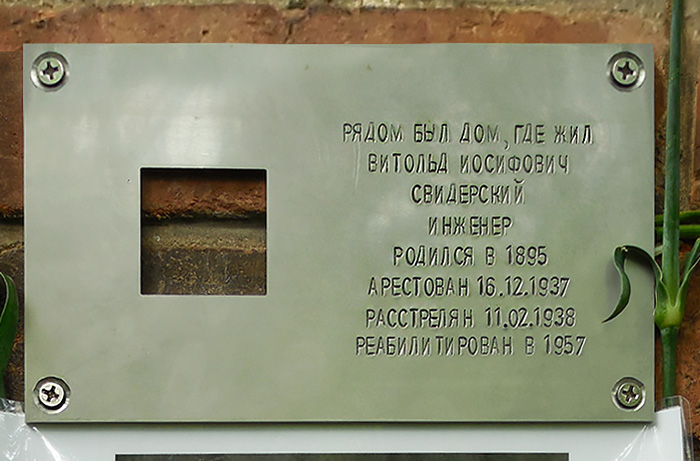 РЯДОМ БЫЛ ДОМ, ГДЕ ЖИЛ
ВИТОЛЬД ИОСИФОВИЧ
СВИДЕРСКИЙ
ИНЖЕНЕР
РОДИЛСЯ В 1895
АРЕСТОВАН 16.12.1937
РАССТРЕЛЯН 11.02.1938
РЕАБИЛИТИРОВАН В 1957